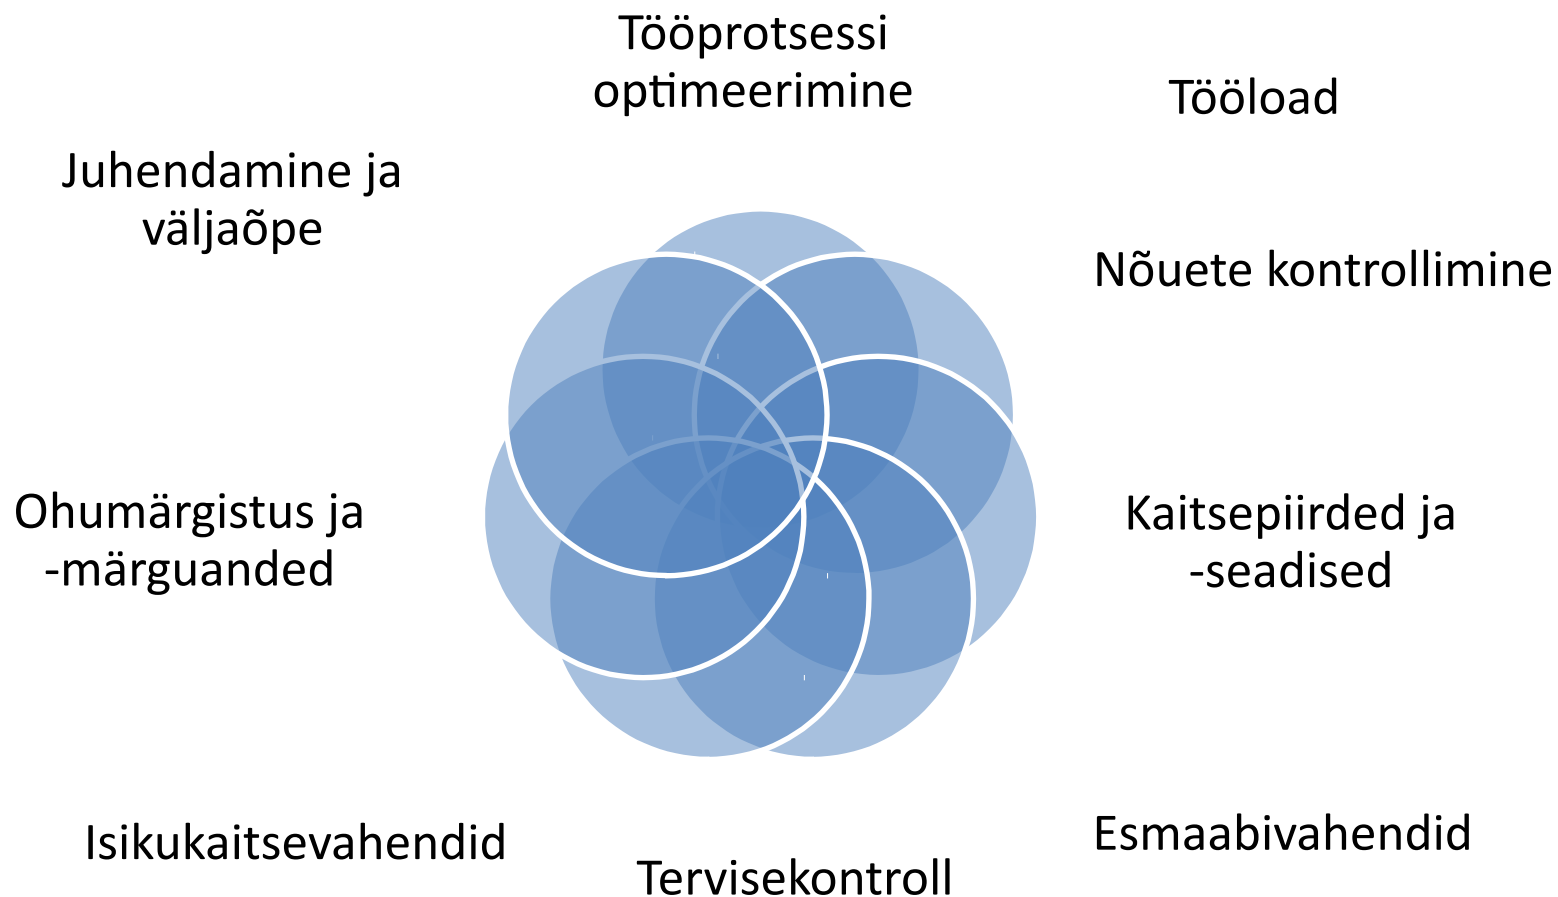 Tööprotsessi
optimeerimine
Tööload
Juhendamine ja
väljaõpe
Nõuete kontrollimine
Ohumärgistus ja
-märguanded
Kaitsepiirded ja
-seadised
Isikukaitsevahendid
Tervisekontroll
Esmaabivahendid